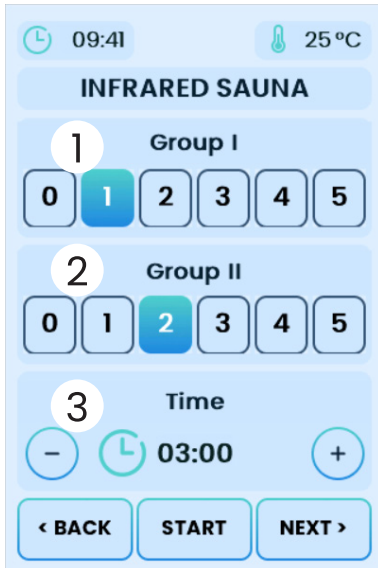 09:41 25 ºC
INFRARED SAUNA
1 Group I
0 1 2 3 4 5
2 Group II
0 1 2 3 4 5
3 Time
− 03:00 +
‹ BACK START NEXT ›